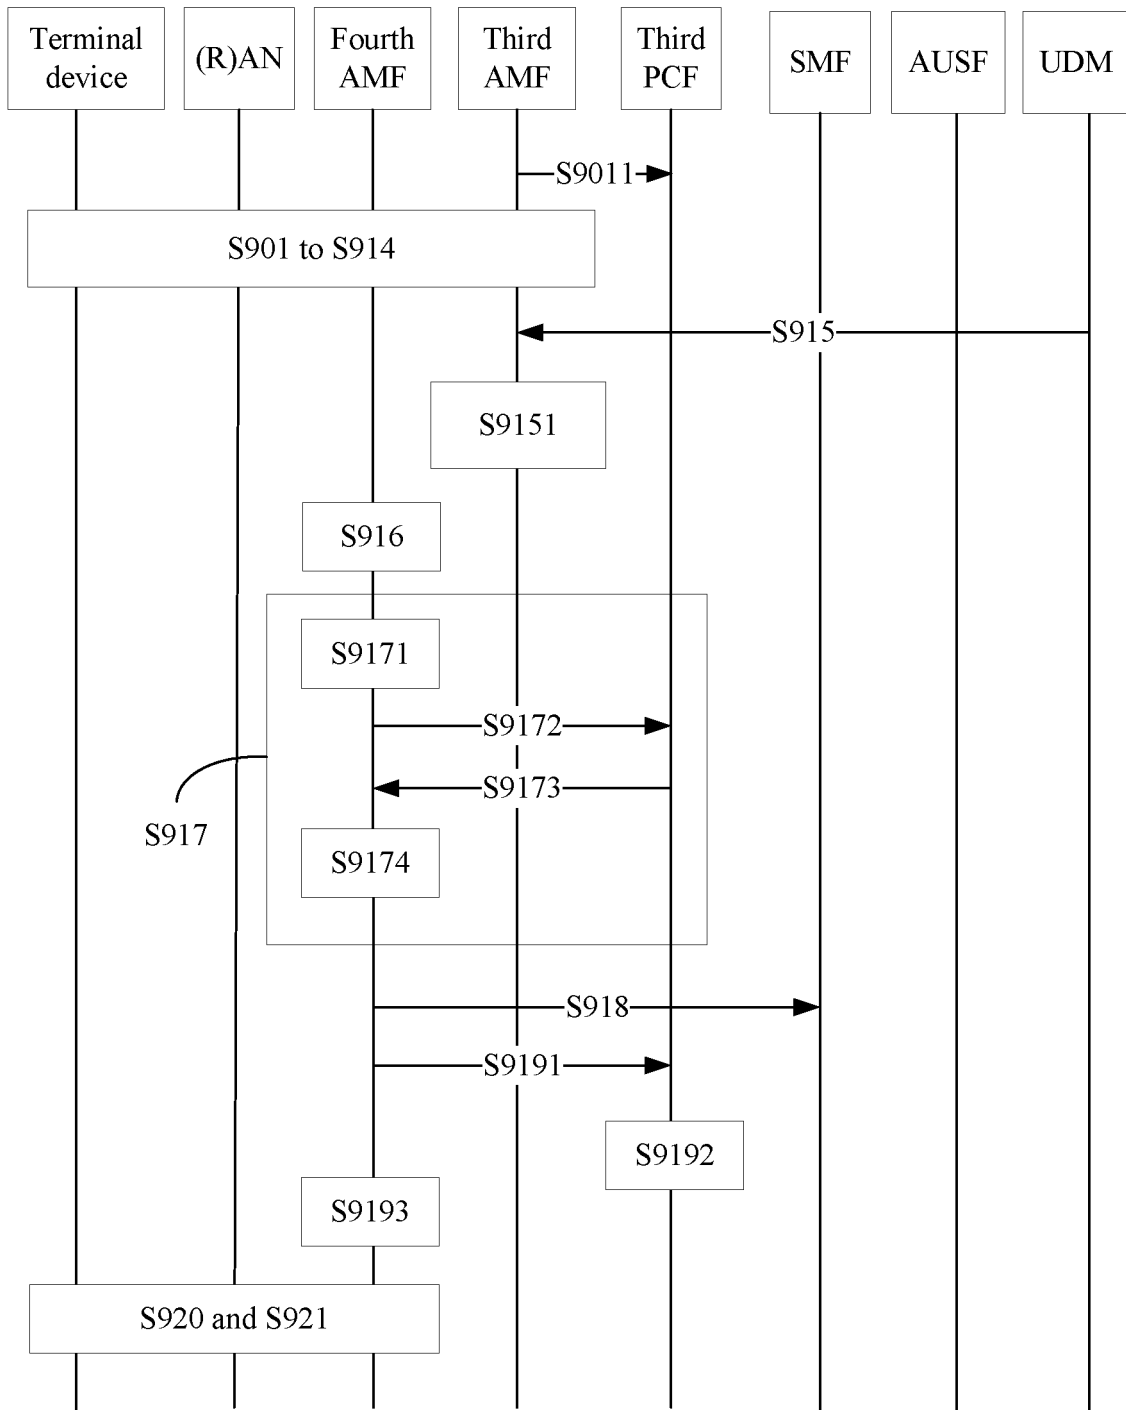 Terminal
device
(R)AN
Fourth
AMF
Third
AMF
Third
PCF
SMF
AUSF
UDM
S9011
S901 to S914
S915
S9151
S916
S9171
S9172
S9173
S917
S9174
S918
S9191
S9192
S9193
S920 and S921